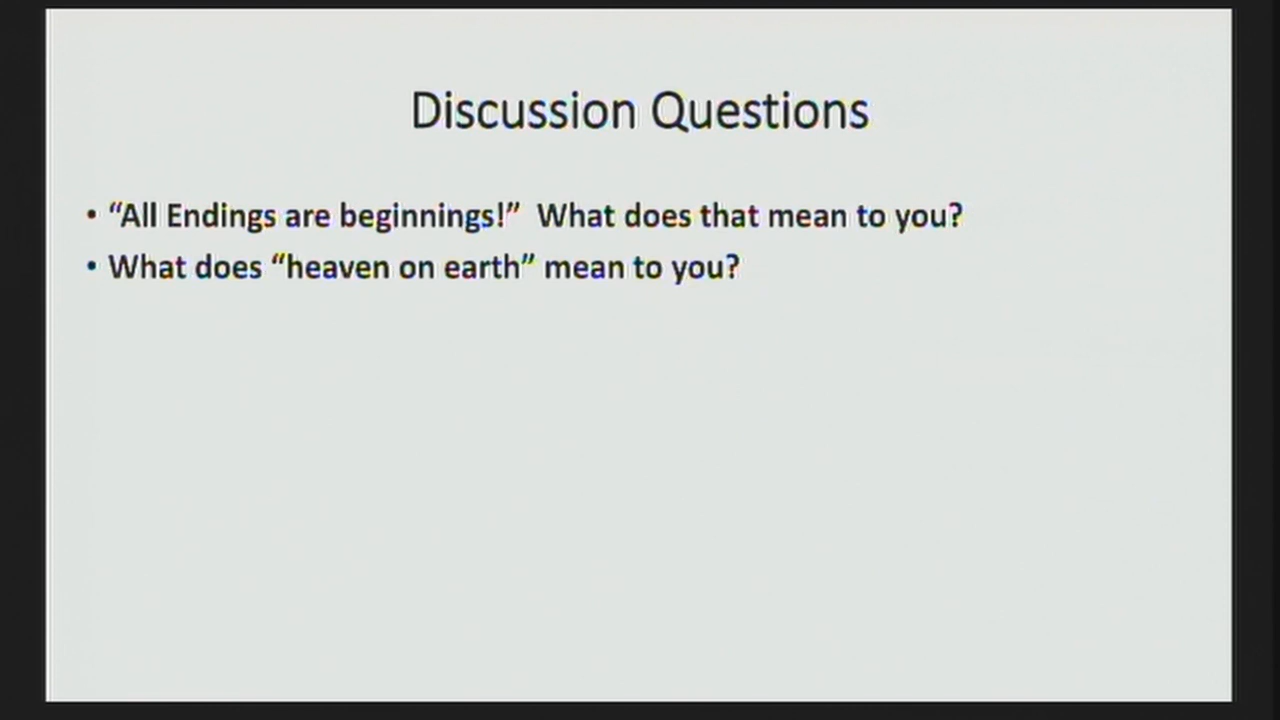 Discussion Questions
• “All Endings are beginnings!”  What does that mean to you?
• What does “heaven on earth” mean to you?